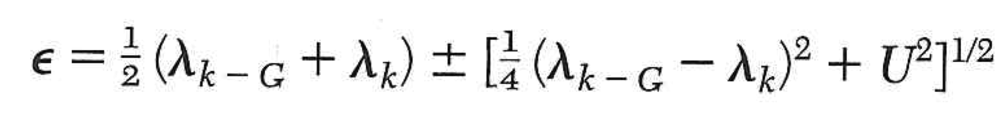 ϵ = ½ (λ_{k − G} + λ_k) ± [¼ (λ_{k − G} − λ_k)² + U²]^{1/2}